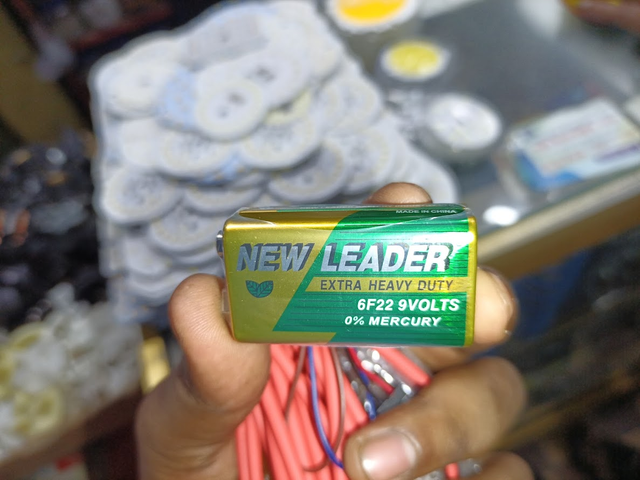 MADE IN CHINA
NEW LEADER
EXTRA HEAVY DUTY
6F22 9VOLTS
0% MERCURY